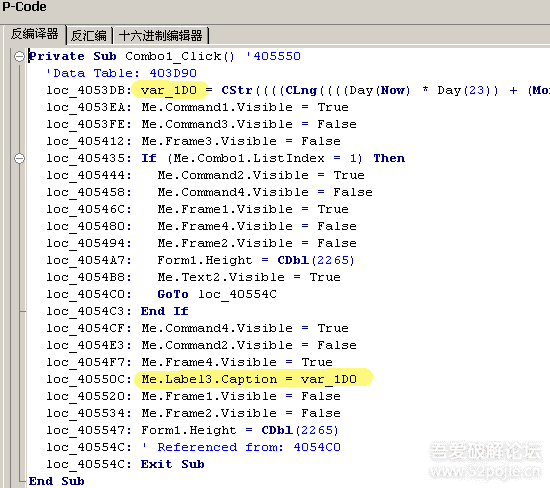 P-Code
反编译器 反汇编 十六进制编辑器
Private Sub Combo1_Click() '405550
'Data Table: 403D90
loc_4053DB: var_1D0 = CStr((((CLng((((Day(Now) * Day(23)) + (Mo
loc_4053EA: Me.Command1.Visible = True
loc_4053FE: Me.Command3.Visible = False
loc_405412: Me.Frame3.Visible = False
loc_405435: If (Me.Combo1.ListIndex = 1) Then
loc_405444: Me.Command2.Visible = True
loc_405458: Me.Command4.Visible = False
loc_40546C: Me.Frame1.Visible = True
loc_405480: Me.Frame4.Visible = False
loc_405494: Me.Frame2.Visible = False
loc_4054A7: Form1.Height = CDbl(2265)
loc_4054B8: Me.Text2.Visible = True
loc_4054C0: GoTo loc_40554C
loc_4054C3: End If
loc_4054CF: Me.Command4.Visible = True
loc_4054E3: Me.Command2.Visible = False
loc_4054F7: Me.Frame4.Visible = True
loc_40550C: Me.Label3.Caption = var_1D0
loc_405520: Me.Frame1.Visible = False
loc_405534: Me.Frame2.Visible = False
loc_405547: Form1.Height = CDbl(2265)
loc_40554C: ' Referenced from: 4054C0
loc_40554C: Exit Sub
End Sub
吾爱破解论坛
www.52pojie.cn